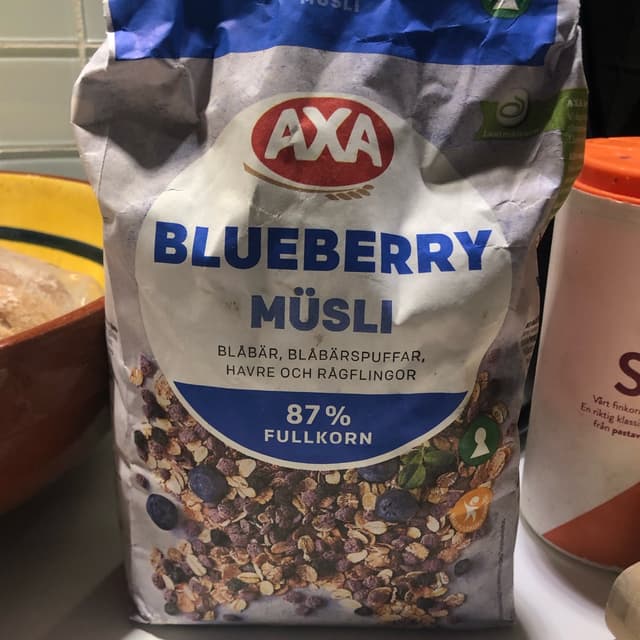 MÜSLI
AXA
BLUEBERRY
MÜSLI
BLÅBÄR, BLÅBÄRSPUFFAR,
HAVRE OCH RÅGFLINGOR
87%
FULLKORN
S
Vårt finkor
En riktig klass
från pasta